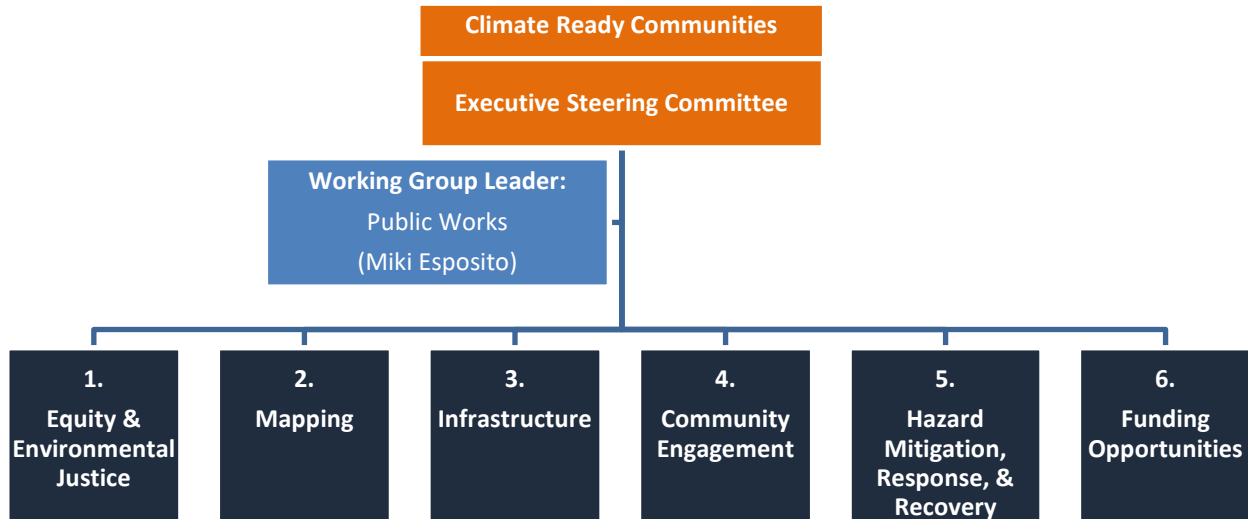 Climate Ready Communities
Executive Steering Committee
Working Group Leader:
Public Works
(Miki Esposito)
1.
Equity &
Environmental
Justice
2.
Mapping
3.
Infrastructure
4.
Community
Engagement
5.
Hazard
Mitigation,
Response, &
Recovery
6.
Funding
Opportunities